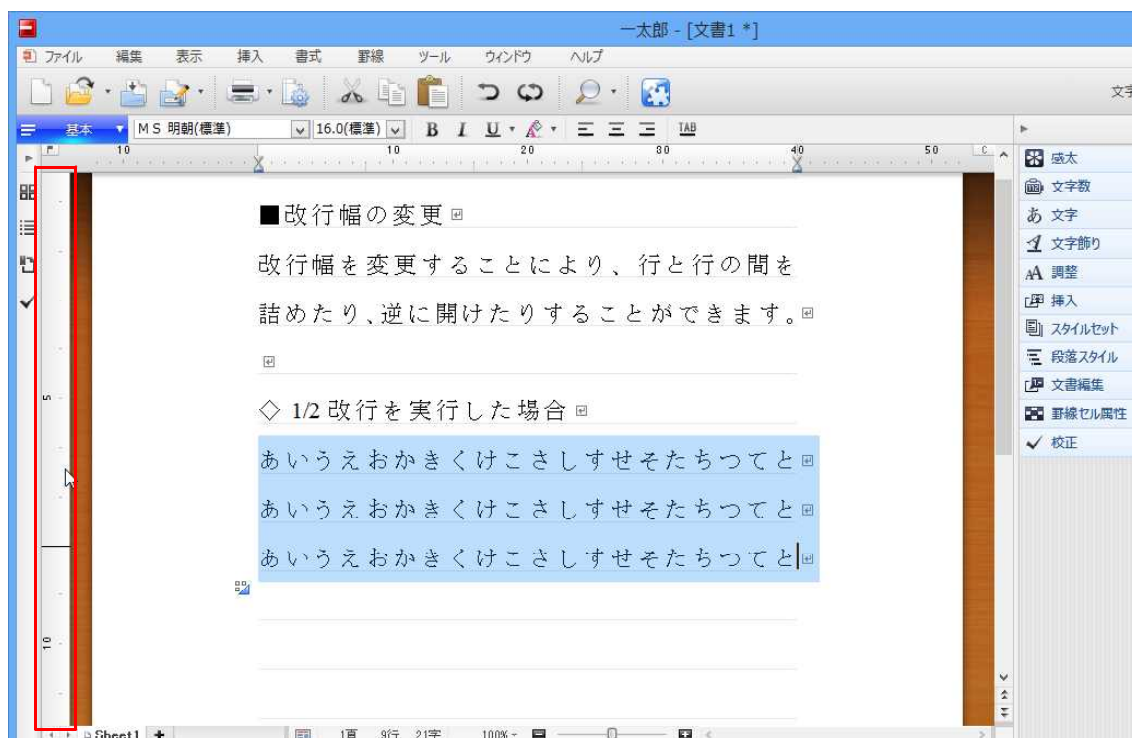 一太郎 - [文書1 *]
ファイル 編集 表示 挿入 書式 罫線 ツール ウィンドウ ヘルプ
文字
基本 ＭＳ 明朝(標準) 16.0(標準) B I U TAB
10 10 20 30 40 50 C
感太
文字数
文字
文字飾り
調整
挿入
スタイルセット
段落スタイル
文書編集
罫線セル属性
校正
■改行幅の変更
改行幅を変更することにより、行と行の間を
詰めたり、逆に開けたりすることができます。
◇ 1/2 改行を実行した場合
あいうえおかきくけこさしすせそたちつてと
あいうえおかきくけこさしすせそたちつてと
あいうえおかきくけこさしすせそたちつてと
5
10
Sheet1 1頁 9行 21字 100%